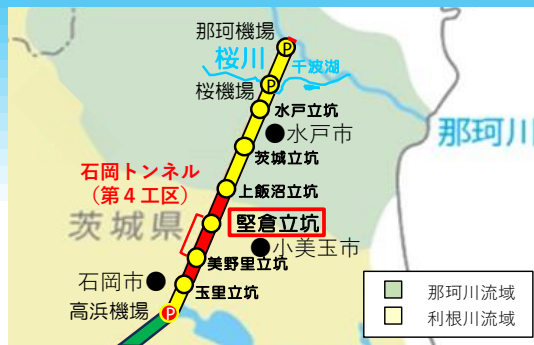 那珂機場
P
桜川
千波湖
桜機場
P
水戸立坑
水戸市
那珂川
茨城立坑
石岡トンネル
(第4工区)
上飯沼立坑
茨城県
堅倉立坑
小美玉市
美野里立坑
石岡市
玉里立坑
高浜機場
P
那珂川流域
利根川流域